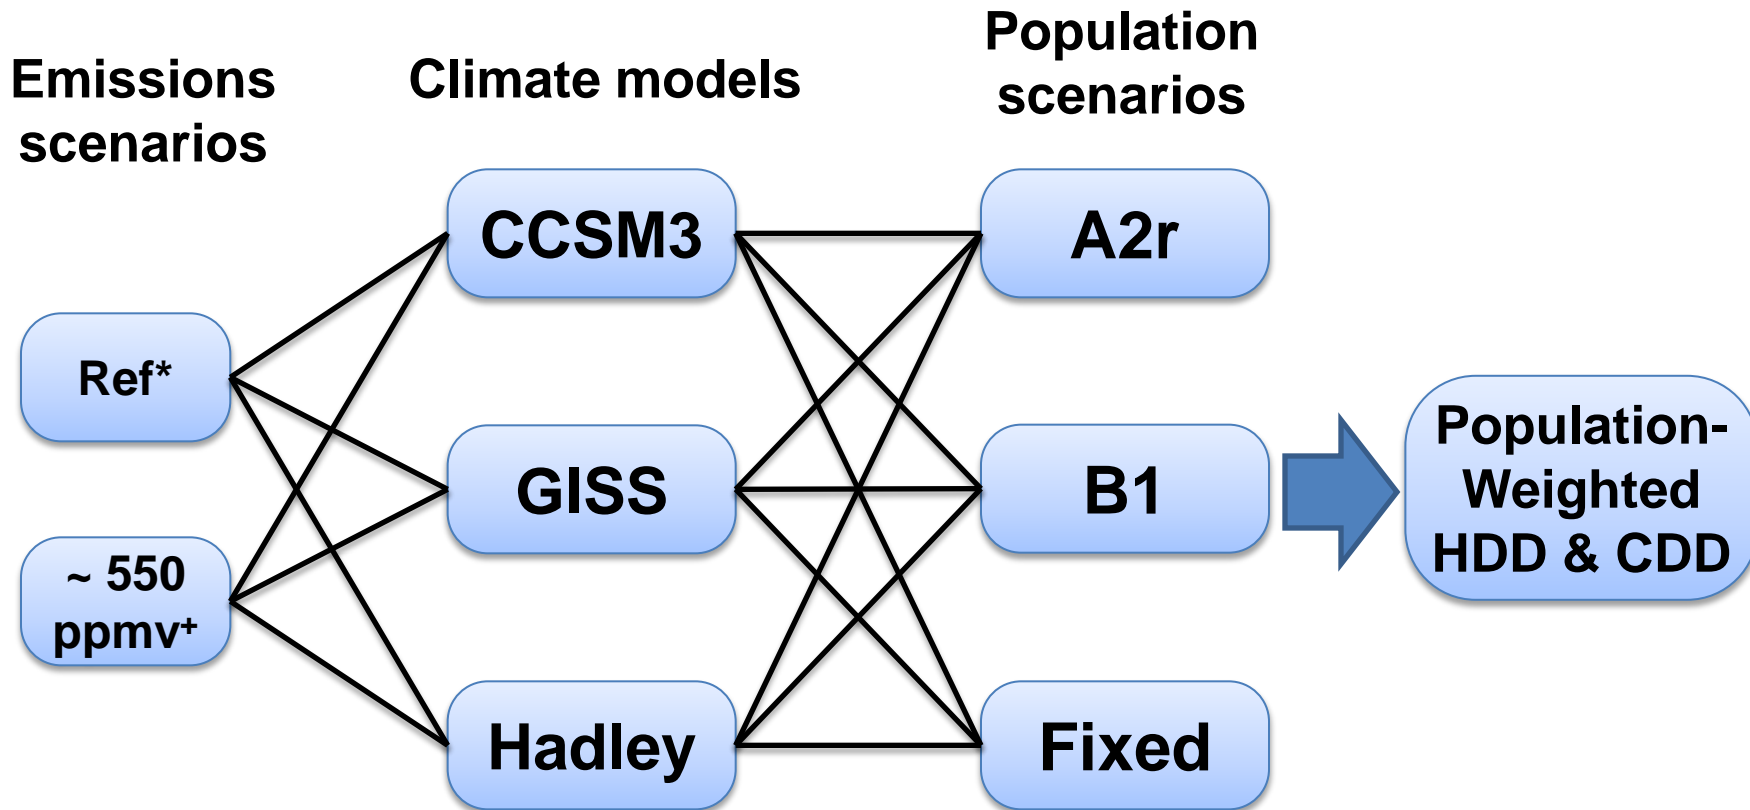 Emissions
scenarios
Climate models
Population
scenarios
Ref*
~ 550
ppmv⁺
CCSM3
GISS
Hadley
A2r
B1
Fixed
Population-
Weighted
HDD & CDD